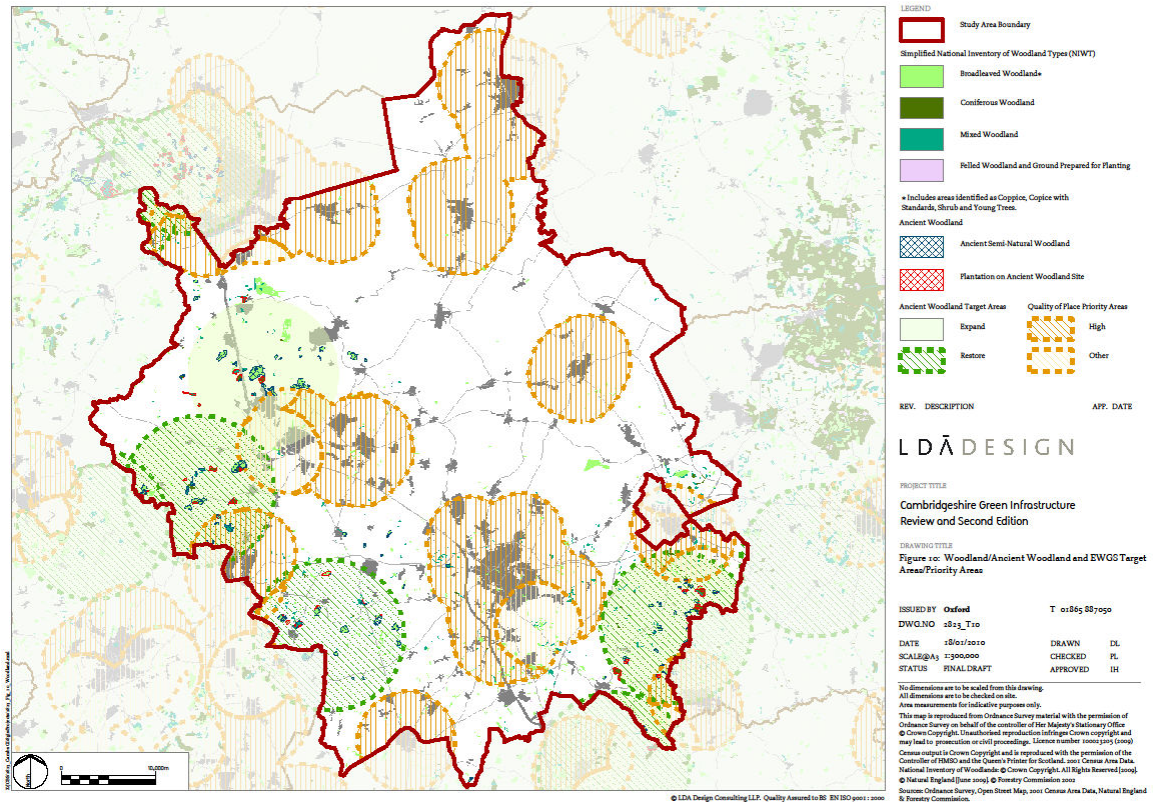 LEGEND
Study Area Boundary
Simplified National Inventory of Woodland Types (NIWT)
Broadleaved Woodland*
Coniferous Woodland
Mixed Woodland
Felled Woodland and Ground Prepared for Planting
* Includes areas identified as Coppice, Copice with
Standards, Shrub and Young Trees.
Ancient Woodland
Ancient Semi-Natural Woodland
Plantation on Ancient Woodland Site
Ancient Woodland Target Areas Quality of Place Priority Areas
Expand High
Restore Other
REV. DESCRIPTION APP. DATE
LDĀDESIGN
PROJECT TITLE
Cambridgeshire Green Infrastructure
Review and Second Edition
DRAWING TITLE
Figure 10: Woodland/Ancient Woodland and EWGS Target
Areas/Priority Areas
ISSUED BY Oxford T 01865 887050
DWG.NO 2823_T10
DATE 18/01/2010 DRAWN DL
SCALE@A3 1:300,000 CHECKED PL
STATUS FINAL DRAFT APPROVED IH
No dimensions are to be scaled from this drawing.
All dimensions are to be checked on site.
Area measurements for indicative purposes only.
This map is reproduced from Ordnance Survey material with the permission of
Ordnance Survey on behalf of the controller of Her Majesty's Stationary Office
© Crown Copyright. Unauthorised reproduction infringes Crown copyright and
may lead to prosecution or civil proceedings. Licence number 100023205 (2009)
Census output is Crown Copyright and is reproduced with the permission of the
Controller of HMSO and the Queen's Printer for Scotland. 2001 Census Area Data.
National Inventory of Woodlands: © Crown Copyright. All Rights Reserved [2009].
© Natural England [June 2009]. © Forestry Commission 2002
Sources: Ordnance Survey, Open Street Map, 2001 Census Area Data, Natural England
& Forestry Commission.
North
0 10,000m
© LDA Design Consulting LLP. Quality Assured to BS EN ISO 9001 : 2000